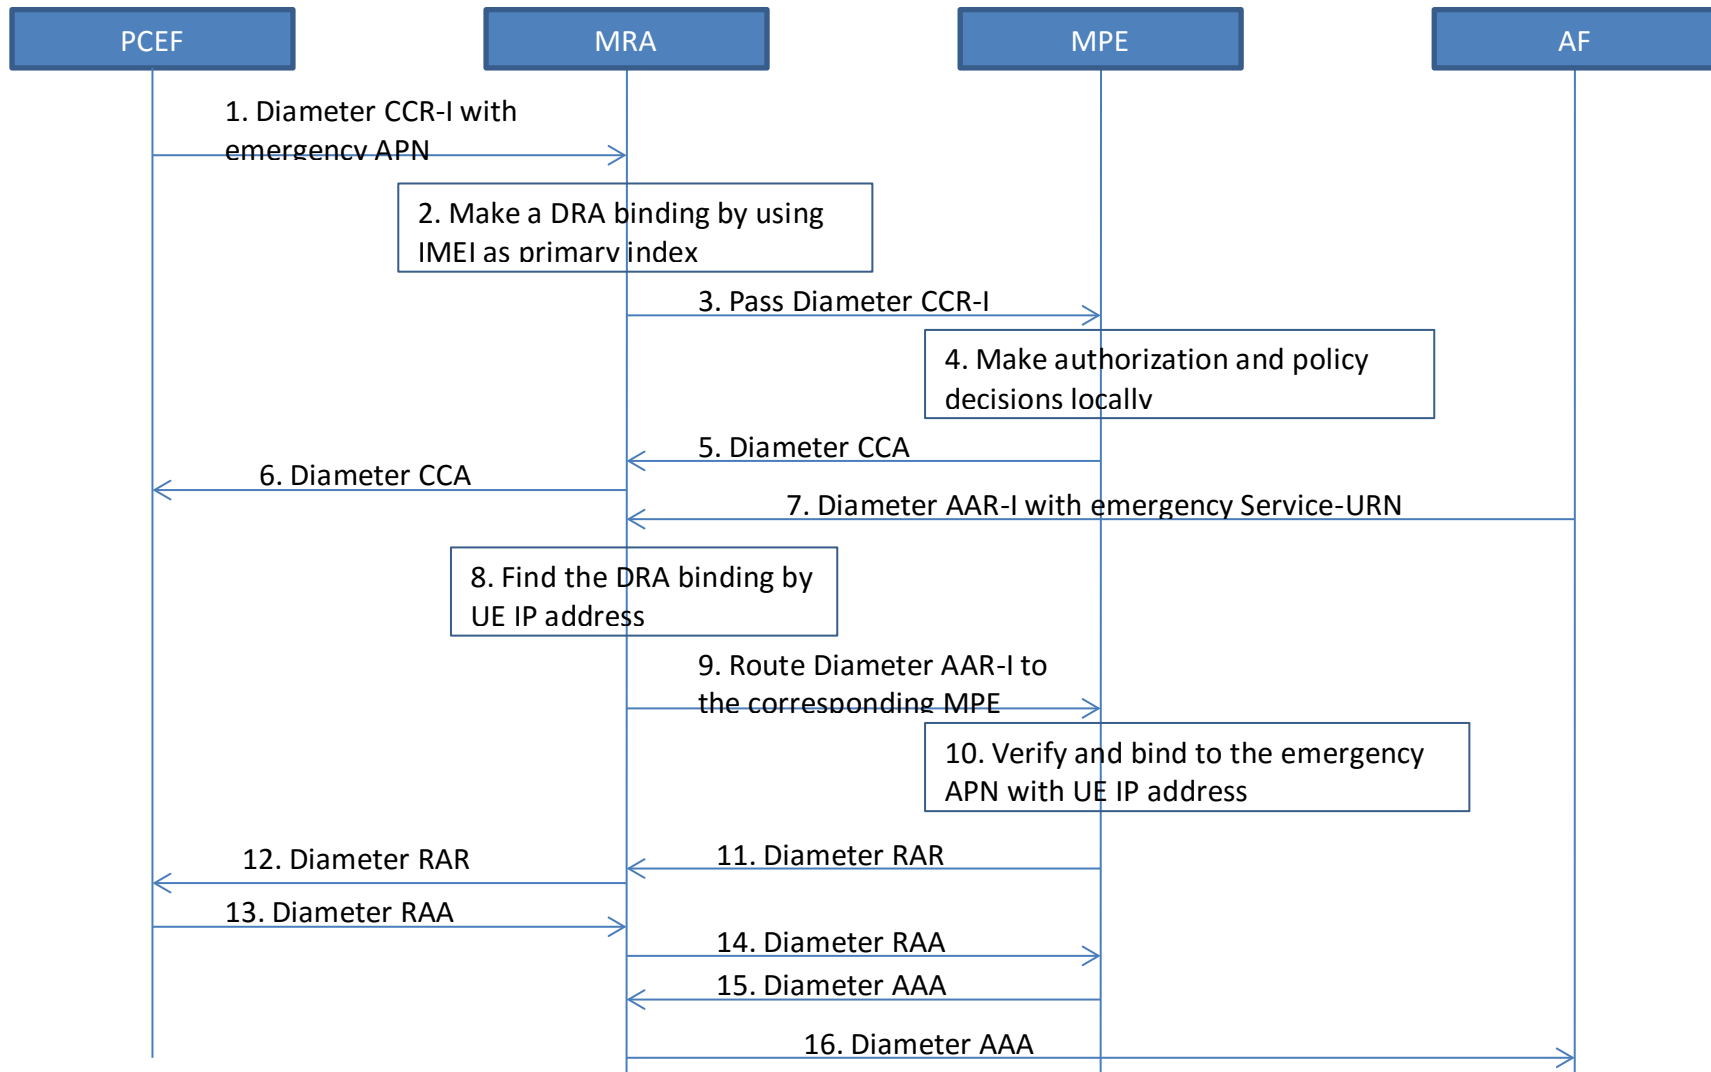 PCEF
MRA
MPE
AF
1. Diameter CCR-I with
emergency APN
2. Make a DRA binding by using
IMEI as primary index
3. Pass Diameter CCR-I
4. Make authorization and policy
decisions locally
5. Diameter CCA
6. Diameter CCA
7. Diameter AAR-I with emergency Service-URN
8. Find the DRA binding by
UE IP address
9. Route Diameter AAR-I to
the corresponding MPE
10. Verify and bind to the emergency
APN with UE IP address
11. Diameter RAR
12. Diameter RAR
13. Diameter RAA
14. Diameter RAA
15. Diameter AAA
16. Diameter AAA